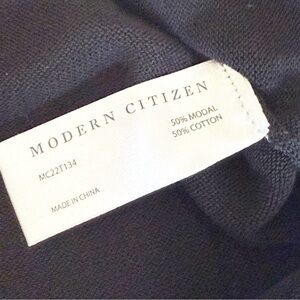 MODERN CITIZEN
MC22T134
50% MODAL
50% COTTON
MADE IN CHINA